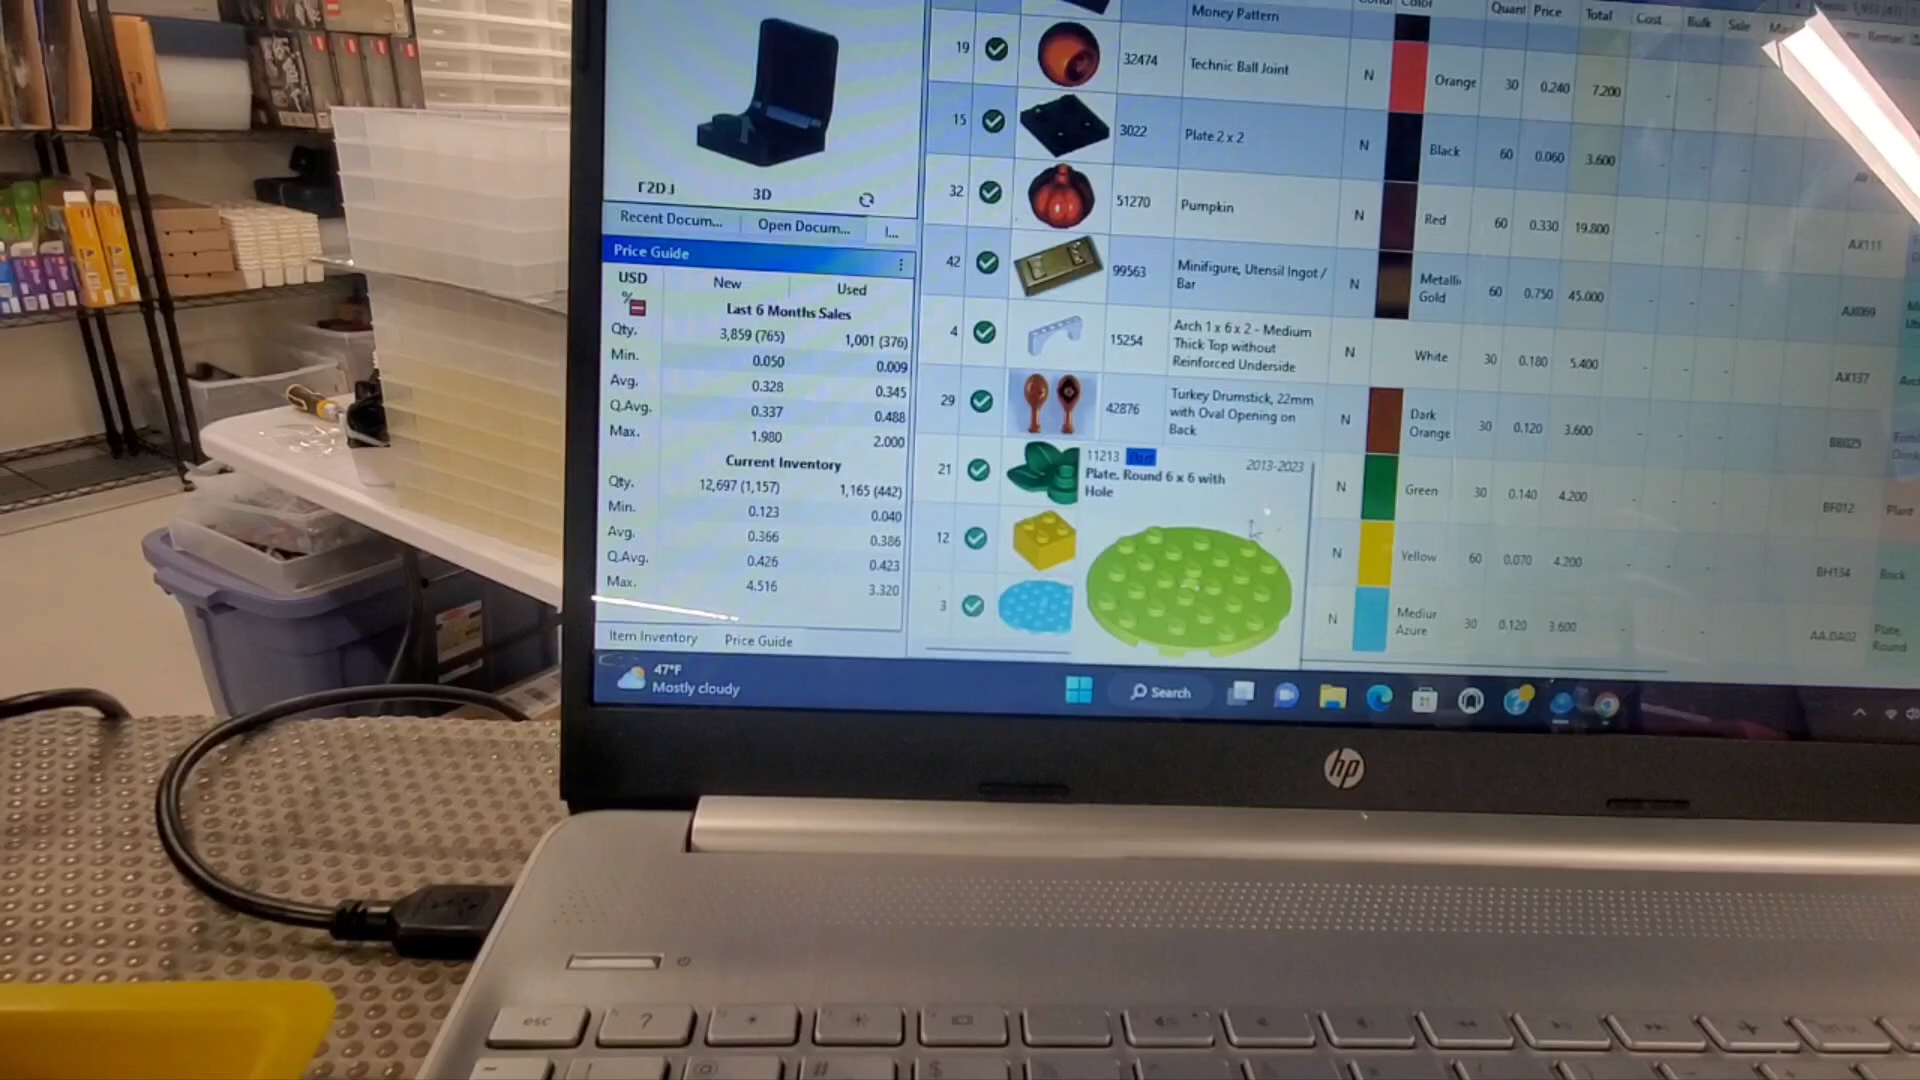 Color
Quant Price Total Cost Bulk Sale
Money Pattern
19 32474 Technic Ball Joint N Orange 30 0.240 7.200
15 3022 Plate 2 x 2 N Black 60 0.060 3.600
32 51270 Pumpkin N Red 60 0.330 19.800
AX111
42 99563 Minifigure, Utensil Ingot / Bar N Metallic Gold 60 0.750 45.000
AX069
4 15254 Arch 1 x 6 x 2 - Medium Thick Top without Reinforced Underside N White 30 0.180 5.400
AX137
29 42876 Turkey Drumstick, 22mm with Oval Opening on Back N Dark Orange 30 0.120 3.600
BB025
21 N Green 30 0.140 4.200
BF012 Plant
12 N Yellow 60 0.070 4.200
BH134 Brick
3 N Mediur Azure 30 0.120 3.600
AA.DA02 Plate, Round
11213 2013-2023
Plate, Round 6 x 6 with
Hole
3D
Recent Docum... Open Docum... I...
Price Guide
USD New Used
%
Last 6 Months Sales
Qty. 3,859 (765) 1,001 (376)
Min. 0.050 0.009
Avg. 0.328 0.345
Q.Avg. 0.337 0.488
Max. 1.980 2.000
Current Inventory
Qty. 12,697 (1,157) 1,165 (442)
Min. 0.123 0.040
Avg. 0.366 0.386
Q.Avg. 0.426 0.423
Max. 4.516 3.320
Item Inventory Price Guide
47°F
Mostly cloudy
Search
hp
esc ?
@ # $